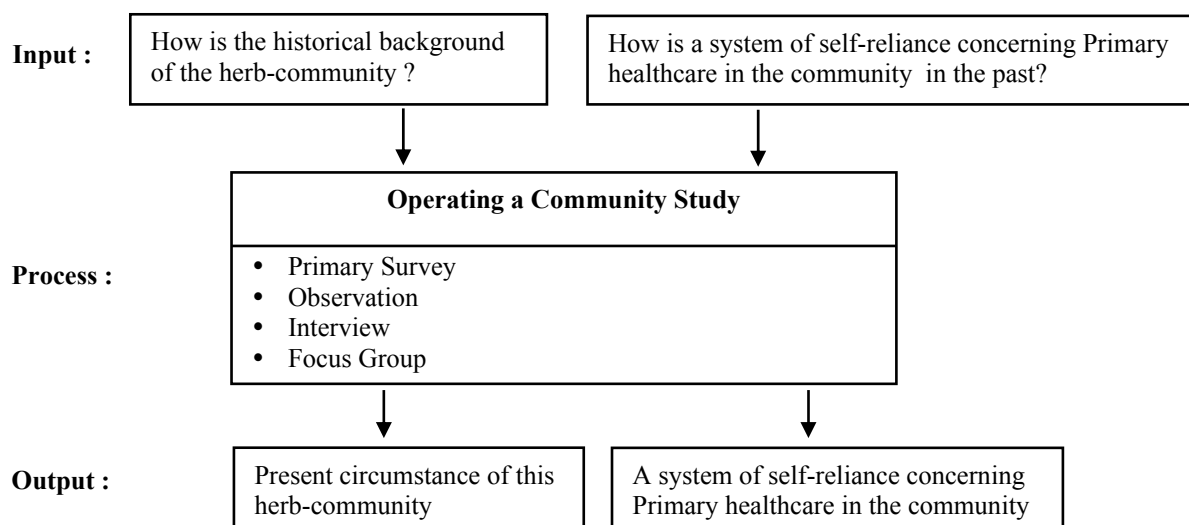 Input :
How is the historical background
of the herb-community ?
How is a system of self-reliance concerning Primary
healthcare in the community in the past?
Operating a Community Study
Process :
• Primary Survey
• Observation
• Interview
• Focus Group
Output :
Present circumstance of this
herb-community
A system of self-reliance concerning
Primary healthcare in the community